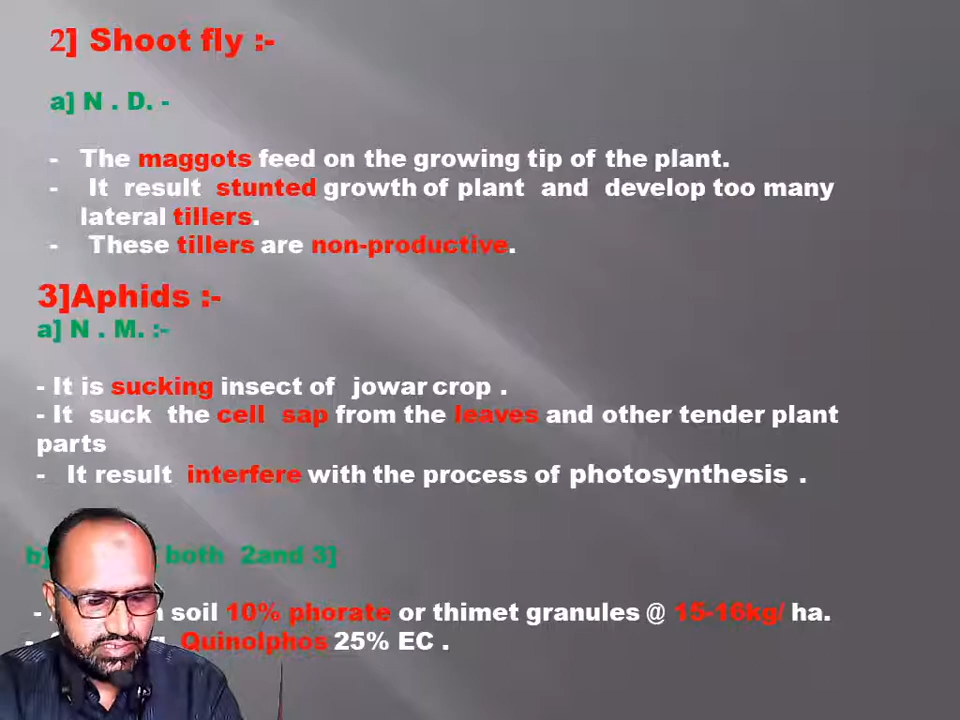 2] Shoot fly :-
a] N . D. -
- The maggots feed on the growing tip of the plant.
- It result stunted growth of plant and develop too many
lateral tillers.
- These tillers are non-productive.
3]Aphids :-
a] N . M. :-
- It is sucking insect of jowar crop .
- It suck the cell sap from the leaves and other tender plant
parts
- It result interfere with the process of photosynthesis .
b] both 2and 3]
- soil 10% phorate or thimet granules @ 15-16kg/ ha.
- Quinolphos 25% EC .